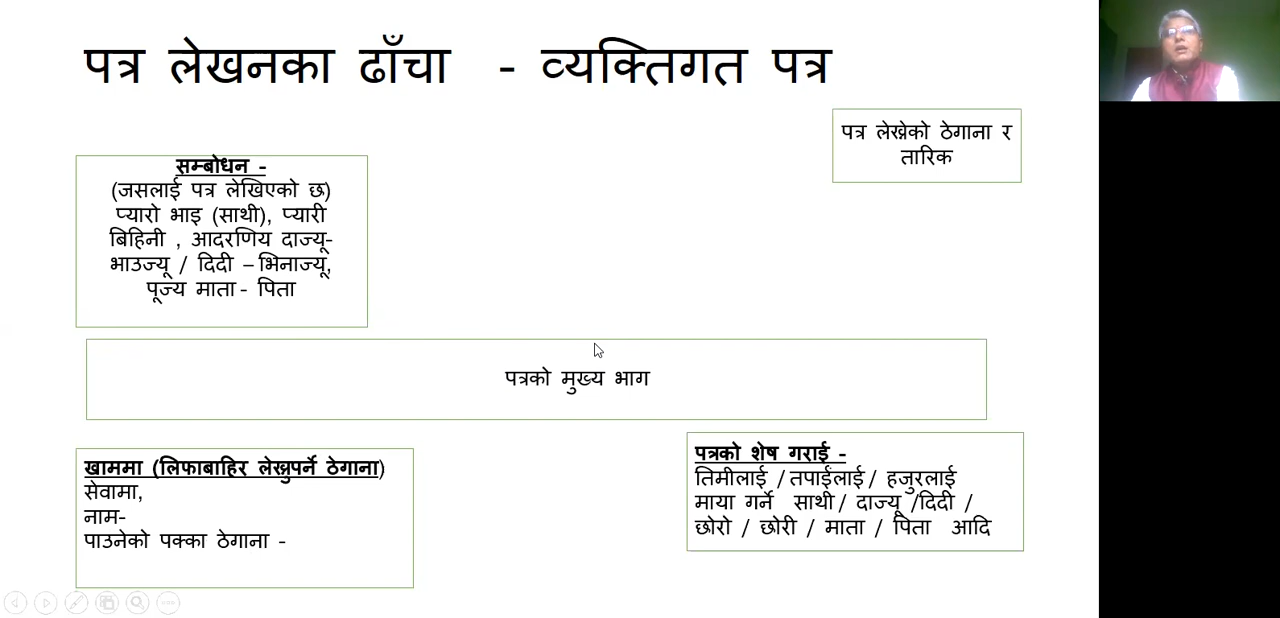 पत्र लेखनका ढाँचा - व्यक्तिगत पत्र
पत्र लेख्नेको ठेगाना र
तारिक
सम्बोधन -
(जसलाई पत्र लेखिएको छ)
प्यारो भाइ (साथी), प्यारी
बिहिनी , आदरणिय दाज्यू-
भाउज्यू / दिदी – भिनाज्यू,
पूज्य माता - पिता
पत्रको मुख्य भाग
खाममा (लिफाबाहिर लेख्नुपर्ने ठेगाना)
सेवामा,
नाम-
पाउनेको पक्का ठेगाना -
पत्रको शेष गराई -
तिमीलाई / तपाईलाई / हजुरलाई
माया गर्ने साथी / दाज्यू /दिदी /
छोरो / छोरी / माता / पिता आदि